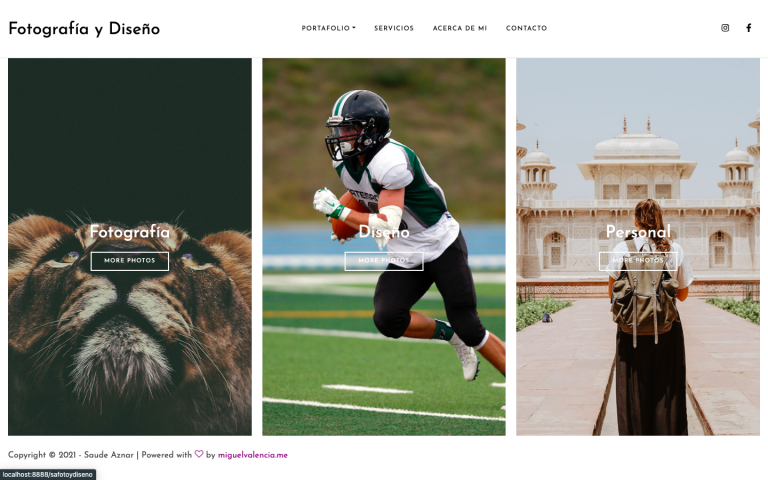 Fotografía y Diseño
PORTAFOLIO SERVICIOS ACERCA DE MI CONTACTO
Fotografía
MORE PHOTOS
Diseño
MORE PHOTOS
Personal
MORE PHOTOS
Copyright © 2021 - Saude Aznar | Powered with ♡ by miguelvalencia.me
localhost:8888/safotoydiseno